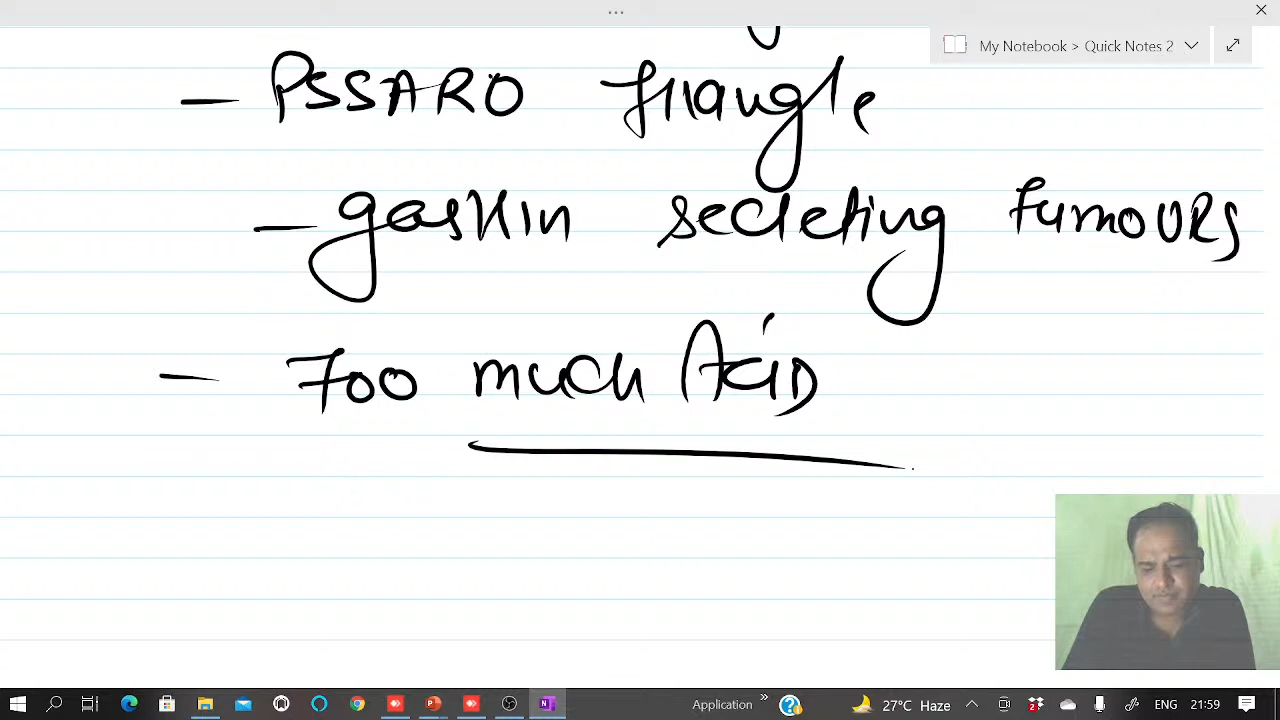 ...
My Notebook > Quick Notes 2
- PSSARO triangle
- gastrin secreting tumOURS
- Too much AciD
Application
27°C Haze
ENG
21:59